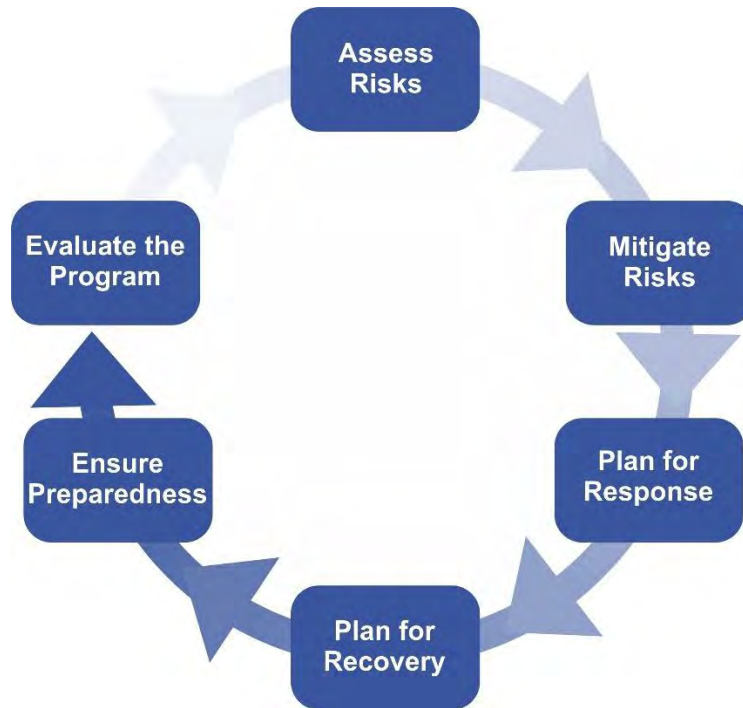 Assess
Risks
Mitigate
Risks
Plan for
Response
Plan for
Recovery
Ensure
Preparedness
Evaluate the
Program